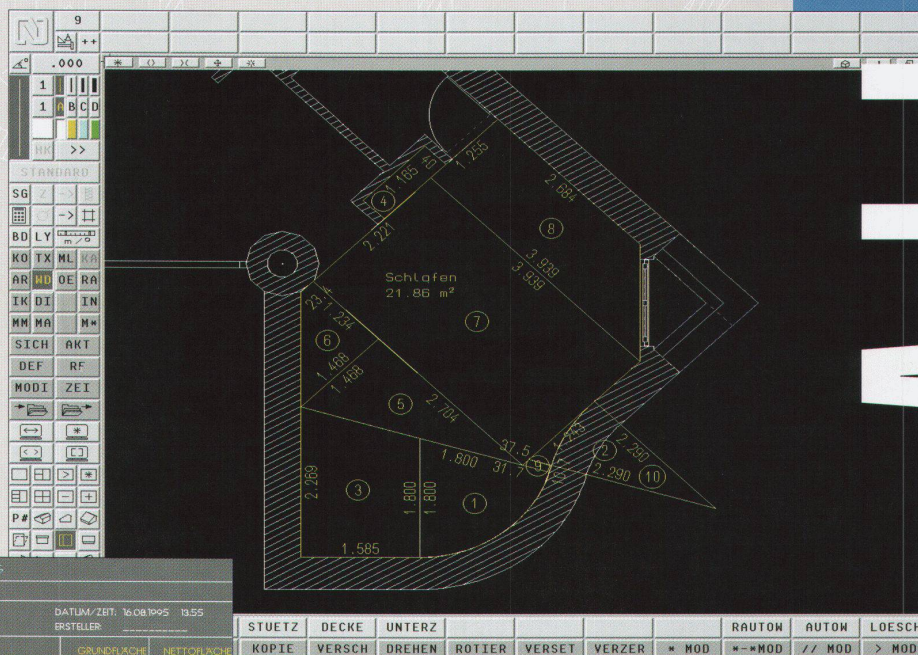 9
++
.000
1
1 A B C D
HK >>
STANDARD
SG Z ->
->
BD LY m/°
KO TX ML KA
AR WD OE RA
IK DI IN
MM MA M*
SICH AKT
DEF RF
MODI ZEI
P#
1.255
40
1.165
4
2.684
2.221
8
3.939
3.939
Schlafen
21.86 m²
7
23.4
1.234
6
1.468
1.468
5
2.704
37.5
1.800
31.7
9
2
2.290
2.290
10
2.269
3
1.800
1.800
1
1.585
DATUM/ZEIT: 16.08.1995 13:55
ERSTELLER: __________
GRUNDFLÄCHE NETTOFLÄCHE
STUETZ DECKE UNTERZ RAUTOW AUTOW LOESCH
KOPIE VERSCH DREHEN ROTIER VERSET VERZER * MOD *-*MOD // MOD > MOD